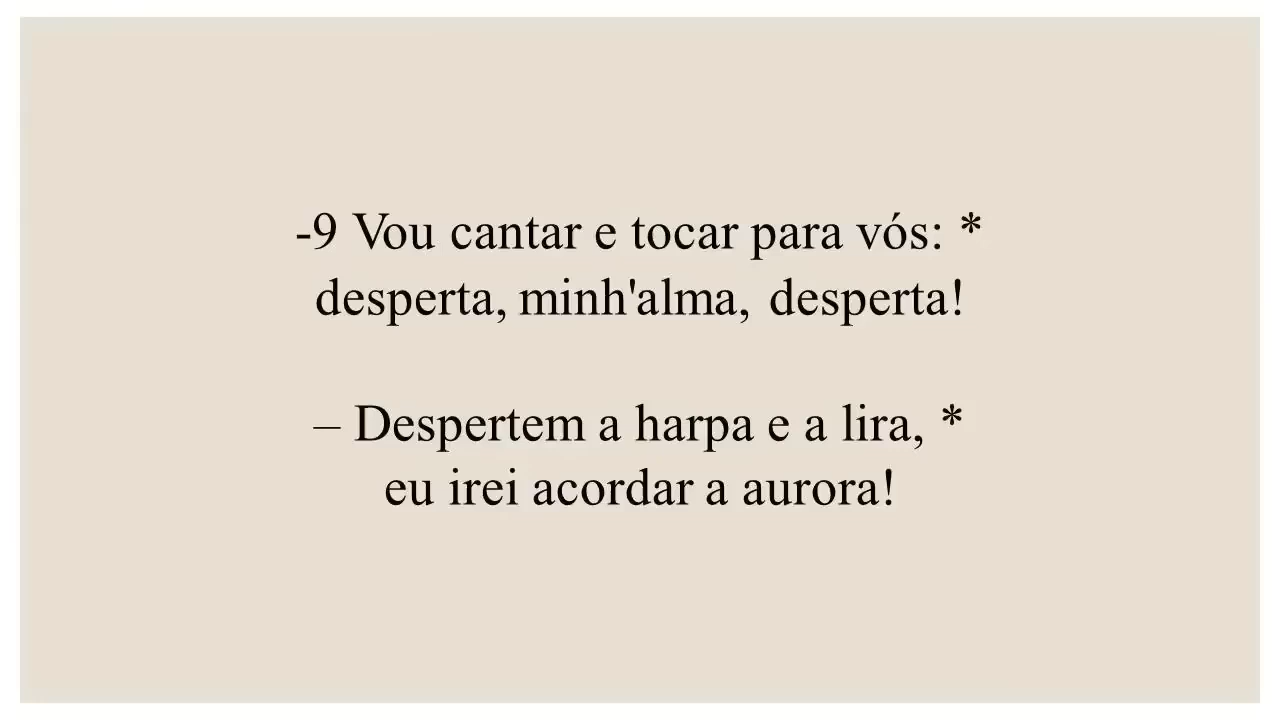 -9 Vou cantar e tocar para vós: *
desperta, minh'alma, desperta!
– Despertem a harpa e a lira, *
eu irei acordar a aurora!